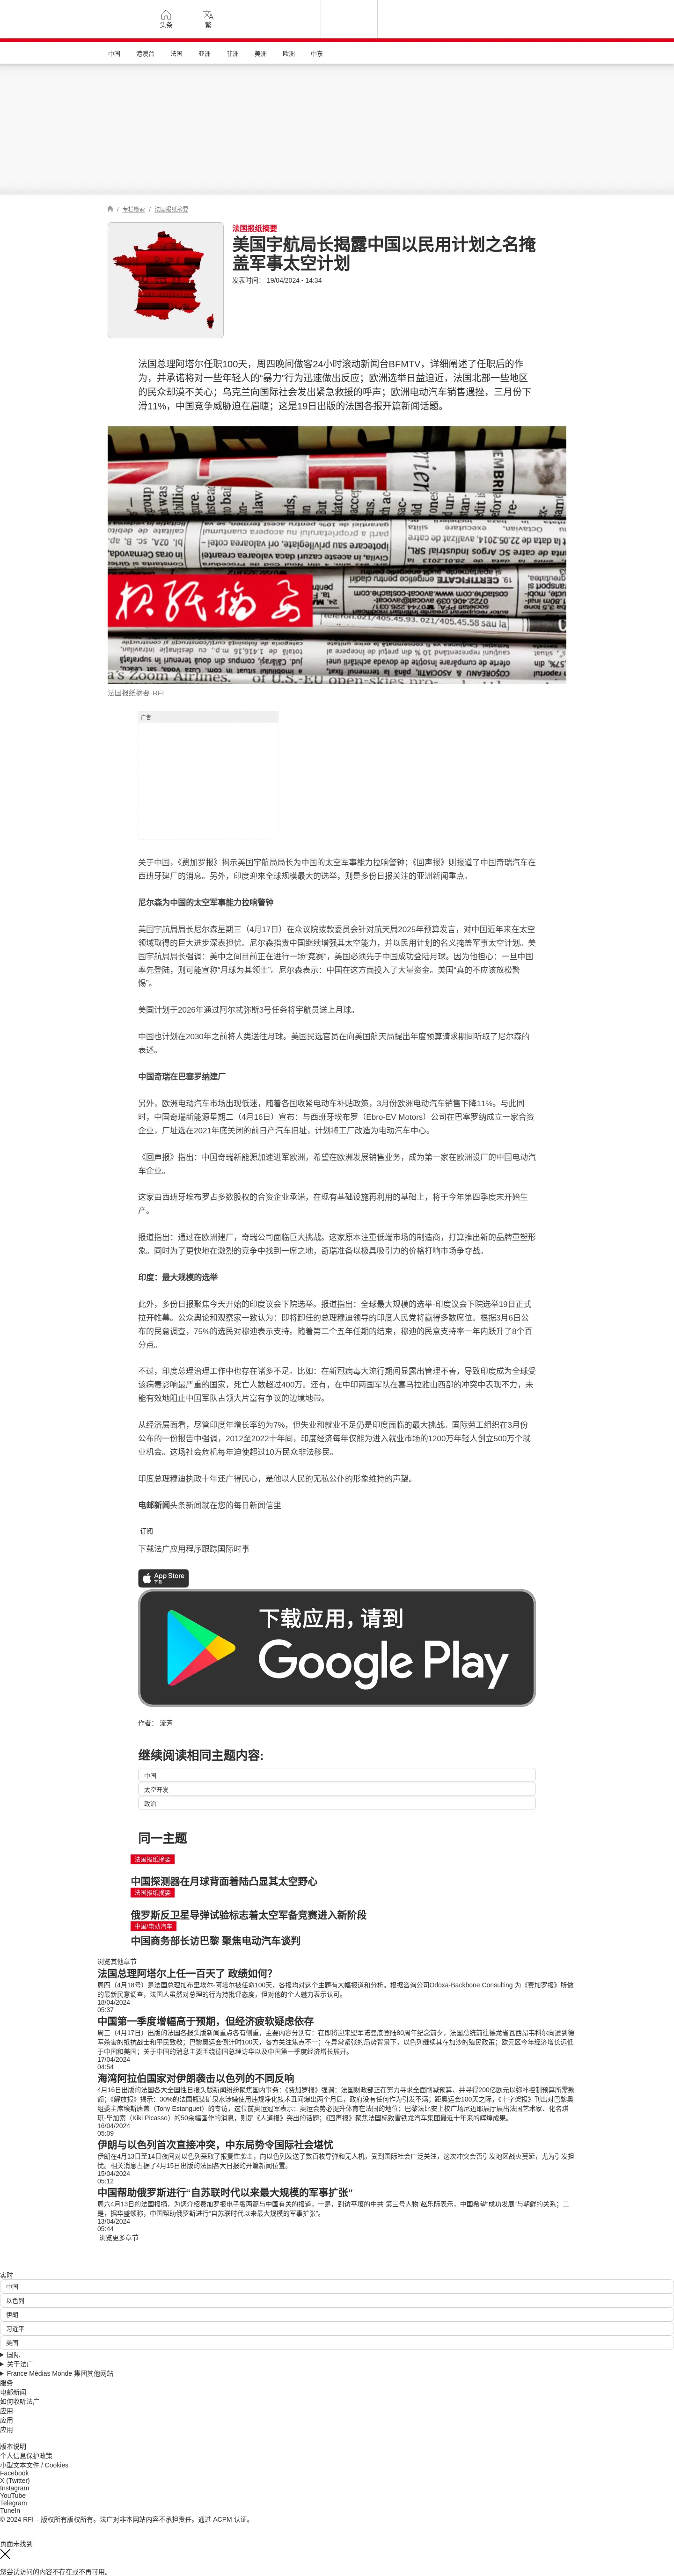 头条
繁
中国
港澳台
法国
亚洲
非洲
美洲
欧洲
中东
/ 专栏检索 / 法国报纸摘要
法国报纸摘要
美国宇航局长揭露中国以民用计划之名掩
盖军事太空计划
发表时间： 19/04/2024 - 14:34
法国总理阿塔尔任职100天，周四晚间做客24小时滚动新闻台BFMTV，详细阐述了任职后的作
为，并承诺将对一些年轻人的“暴力”行为迅速做出反应；欧洲选举日益迫近，法国北部一些地区
的民众却漠不关心；乌克兰向国际社会发出紧急救援的呼声；欧洲电动汽车销售遇挫，三月份下
滑11%，中国竞争威胁迫在眉睫；这是19日出版的法国各报开篇新闻话题。
法国报纸摘要 RFI
广告
关于中国，《费加罗报》揭示美国宇航局局长为中国的太空军事能力拉响警钟；《回声报》则报道了中国奇瑞汽车在
西班牙建厂的消息。另外，印度迎来全球规模最大的选举，则是多份日报关注的亚洲新闻重点。
尼尔森为中国的太空军事能力拉响警钟
美国宇航局局长尼尔森星期三（4月17日）在众议院拨款委员会针对航天局2025年预算发言，对中国近年来在太空
领域取得的巨大进步深表担忧。尼尔森指责中国继续增强其太空能力，并以民用计划的名义掩盖军事太空计划。美
国宇航局局长强调：美中之间目前正在进行一场“竞赛”，美国必须先于中国成功登陆月球。因为他担心：一旦中国
率先登陆，则可能宣称“月球为其领土”。尼森表示：中国在这方面投入了大量资金。美国“真的不应该放松警
惕”。
美国计划于2026年通过阿尔忒弥斯3号任务将宇航员送上月球。
中国也计划在2030年之前将人类送往月球。美国民选官员在向美国航天局提出年度预算请求期间听取了尼尔森的
表述。
中国奇瑞在巴塞罗纳建厂
另外，欧洲电动汽车市场出现低迷，随着各国收紧电动车补贴政策，3月份欧洲电动汽车销售下降11%。与此同
时，中国奇瑞新能源星期二（4月16日）宣布：与西班牙埃布罗（Ebro-EV Motors）公司在巴塞罗纳成立一家合资
企业，厂址选在2021年底关闭的前日产汽车旧址，计划将工厂改造为电动汽车中心。
《回声报》指出：中国奇瑞新能源加速进军欧洲，希望在欧洲发展销售业务，成为第一家在欧洲设厂的中国电动汽
车企业。
这家由西班牙埃布罗占多数股权的合资企业承诺，在现有基础设施再利用的基础上，将于今年第四季度末开始生
产。
报道指出：通过在欧洲建厂，奇瑞公司面临巨大挑战。这家原本注重低端市场的制造商，打算推出新的品牌重塑形
象。同时为了更快地在激烈的竞争中找到一席之地，奇瑞准备以极具吸引力的价格打响市场争夺战。
印度：最大规模的选举
此外，多份日报聚焦今天开始的印度议会下院选举。报道指出：全球最大规模的选举-印度议会下院选举19日正式
拉开帷幕。公众舆论和观察家一致认为：即将卸任的总理穆迪领导的印度人民党将赢得多数席位。根据3月6日公
布的民意调查，75%的选民对穆迪表示支持。随着第二个五年任期的结束，穆迪的民意支持率一年内跃升了8个百
分点。
不过，印度总理治理工作中也存在诸多不足。比如：在新冠病毒大流行期间显露出管理不善，导致印度成为全球受
该病毒影响最严重的国家，死亡人数超过400万。还有，在中印两国军队在喜马拉雅山西部的冲突中表现不力，未
能有效地阻止中国军队占领大片富有争议的边境地带。
从经济层面看，尽管印度年增长率约为7%，但失业和就业不足仍是印度面临的最大挑战。国际劳工组织在3月份
公布的一份报告中强调，2012至2022十年间，印度经济每年仅能为进入就业市场的1200万年轻人创立500万个就
业机会。这场社会危机每年迫使超过10万民众非法移民。
印度总理穆迪执政十年还广得民心，是他以人民的无私公仆的形象维持的声望。
电邮新闻头条新闻就在您的每日新闻信里
订阅
下载法广应用程序跟踪国际时事
App Store
下载
下载应用，请到
Google Play
作者： 流芳
继续阅读相同主题内容:
中国
太空开发
政治
同一主题
法国报纸摘要
中国探测器在月球背面着陆凸显其太空野心
法国报纸摘要
俄罗斯反卫星导弹试验标志着太空军备竞赛进入新阶段
中国/电动汽车
中国商务部长访巴黎 聚焦电动汽车谈判
浏览其他章节
法国总理阿塔尔上任一百天了 政绩如何？
周四（4月18号）是法国总理加布里埃尔·阿塔尔被任命100天，各报均对这个主题有大幅报道和分析。根据咨询公司Odoxa-Backbone Consulting 为《费加罗报》所做
的最新民意调查，法国人虽然对总理的行为持批评态度，但对他的个人魅力表示认可。
18/04/2024
05:37
中国第一季度增幅高于预期，但经济疲软疑虑依存
周三（4月17日）出版的法国各报头版新闻重点各有侧重，主要内容分别有：在即将迎来盟军诺曼底登陆80周年纪念前夕，法国总统前往德龙省瓦西昂韦科尔向遭到德
军杀害的抵抗战士和平民致敬；巴黎奥运会倒计时100天，各方关注焦点不一；在异常紧张的局势背景下，以色列继续其在加沙的殖民政策；欧元区今年经济增长远低
于中国和美国；关于中国的消息主要围绕德国总理访华以及中国第一季度经济增长展开。
17/04/2024
04:54
海湾阿拉伯国家对伊朗袭击以色列的不同反响
4月16日出版的法国各大全国性日报头版新闻纷纷聚焦国内事务：《费加罗报》强调：法国财政部正在努力寻求全面削减预算，并寻得200亿欧元以弥补控制预算所需款
额；《解放报》揭示：30%的法国瓶装矿泉水涉嫌使用违规净化技术丑闻爆出两个月后，政府没有任何作为引发不满；距奥运会100天之际，《十字架报》刊出对巴黎奥
组委主席埃斯唐盖（Tony Estanguet）的专访，这位前奥运冠军表示：奥运会势必提升体育在法国的地位；巴黎法比安上校广场尼迈耶展厅展出法国艺术家、化名琪
琪·毕加索（Kiki Picasso）的50余幅画作的消息，则是《人道报》突出的话题；《回声报》聚焦法国标致雪铁龙汽车集团最近十年来的辉煌成果。
16/04/2024
05:09
伊朗与以色列首次直接冲突，中东局势令国际社会堪忧
伊朗在4月13日至14日夜间对以色列采取了报复性袭击，向以色列发送了数百枚导弹和无人机，受到国际社会广泛关注，这次冲突会否引发地区战火蔓延，尤为引发担
忧。相关消息占据了4月15日出版的法国各大日报的开篇新闻位置。
15/04/2024
05:12
中国帮助俄罗斯进行“自苏联时代以来最大规模的军事扩张”
周六4月13日的法国报摘，为您介绍费加罗报电子版两篇与中国有关的报道，一是，到访平壤的中共“第三号人物”赵乐际表示，中国希望“成功发展”与朝鲜的关系；二
是，据华盛顿称，中国帮助俄罗斯进行“自苏联时代以来最大规模的军事扩张”。
13/04/2024
05:44
浏览更多章节
实时
中国
以色列
伊朗
习近平
美国
国际
关于法广
France Médias Monde 集团其他网站
服务
电邮新闻
如何收听法广
应用
应用
应用
版本说明
个人信息保护政策
小型文本文件 / Cookies
Facebook
X (Twitter)
Instagram
YouTube
Telegram
TuneIn
© 2024 RFI – 版权所有版权所有。法广对非本网站内容不承担责任。通过 ACPM 认证。
页面未找到
您尝试访问的内容不存在或不再可用。